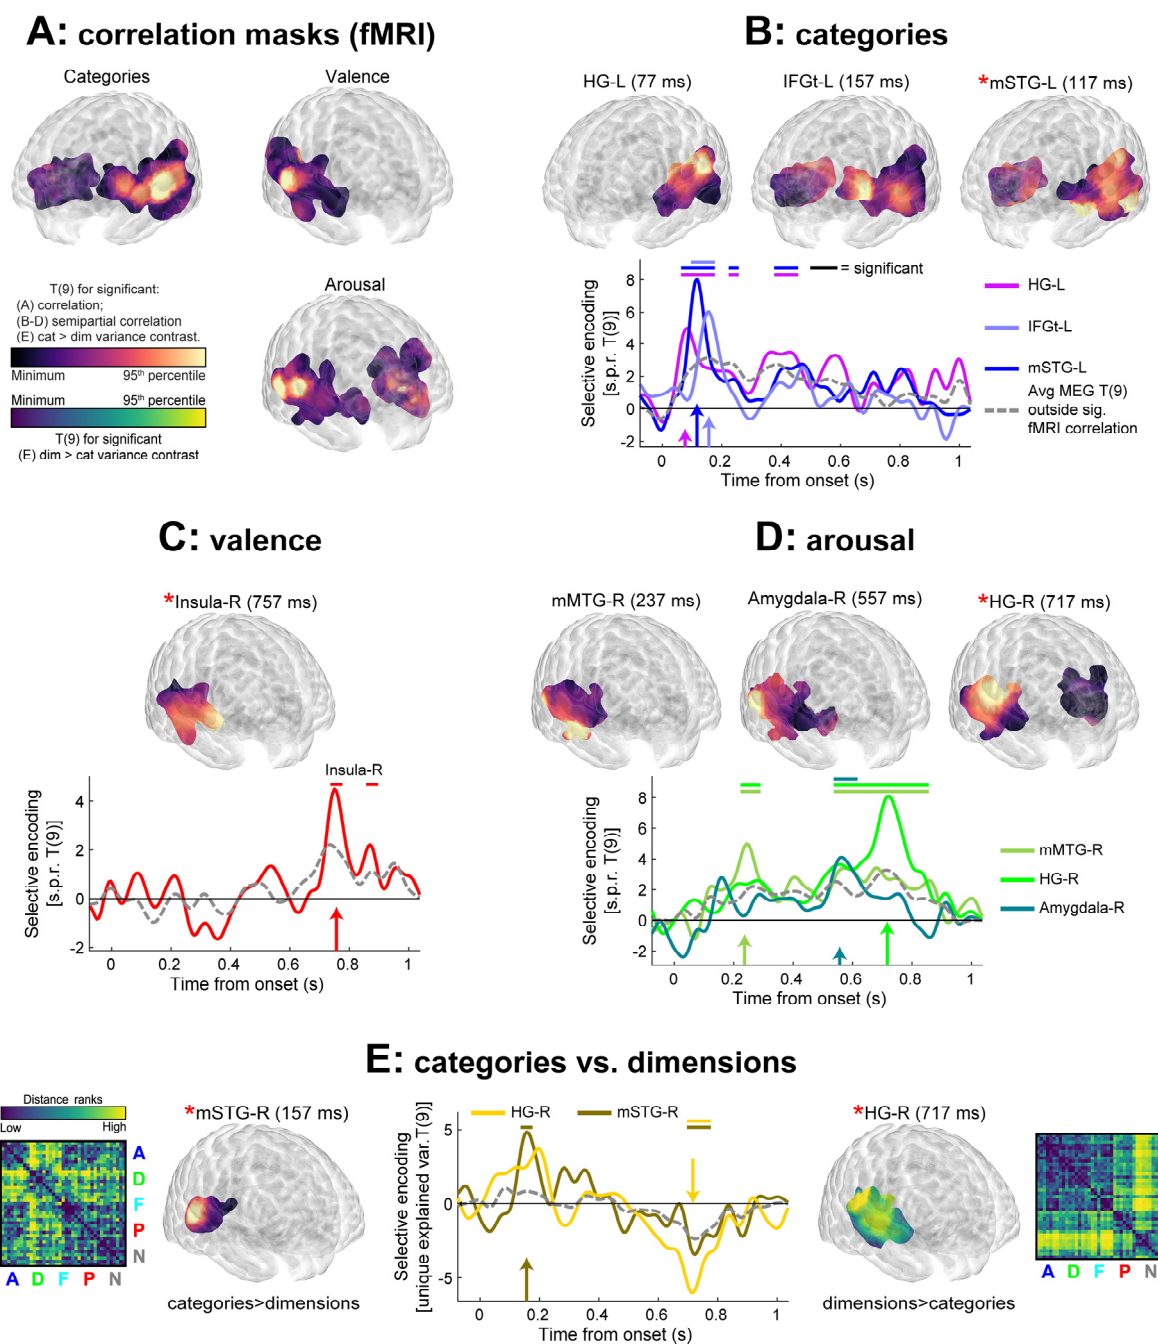 A: correlation masks (fMRI)
Categories
Valence
Arousal
T(9) for significant:
(A) correlation;
(B-D) semipartial correlation
(E) cat > dim variance contrast.
Minimum 95th percentile
Minimum 95th percentile
T(9) for significant
(E) dim > cat variance contrast
B: categories
HG-L (77 ms)
IFGt-L (157 ms)
*mSTG-L (117 ms)
= significant
Selective encoding
[s.p.r. T(9)]
8
6
4
2
0
-2
0 0.2 0.4 0.6 0.8 1
Time from onset (s)
HG-L
IFGt-L
mSTG-L
Avg MEG T(9)
outside sig.
fMRI correlation
C: valence
*Insula-R (757 ms)
Insula-R
Selective encoding
[s.p.r. T(9)]
4
2
0
-2
0 0.2 0.4 0.6 0.8 1
Time from onset (s)
D: arousal
mMTG-R (237 ms)
Amygdala-R (557 ms)
*HG-R (717 ms)
Selective encoding
[s.p.r. T(9)]
8
6
4
2
0
-2
0 0.2 0.4 0.6 0.8 1
Time from onset (s)
mMTG-R
HG-R
Amygdala-R
E: categories vs. dimensions
Distance ranks
Low High
A
D
F
P
N
A D F P N
*mSTG-R (157 ms)
categories>dimensions
HG-R mSTG-R
Selective encoding
[unique explained var. T(9)]
5
0
-5
0 0.2 0.4 0.6 0.8 1
Time from onset (s)
*HG-R (717 ms)
dimensions>categories
A D F P N